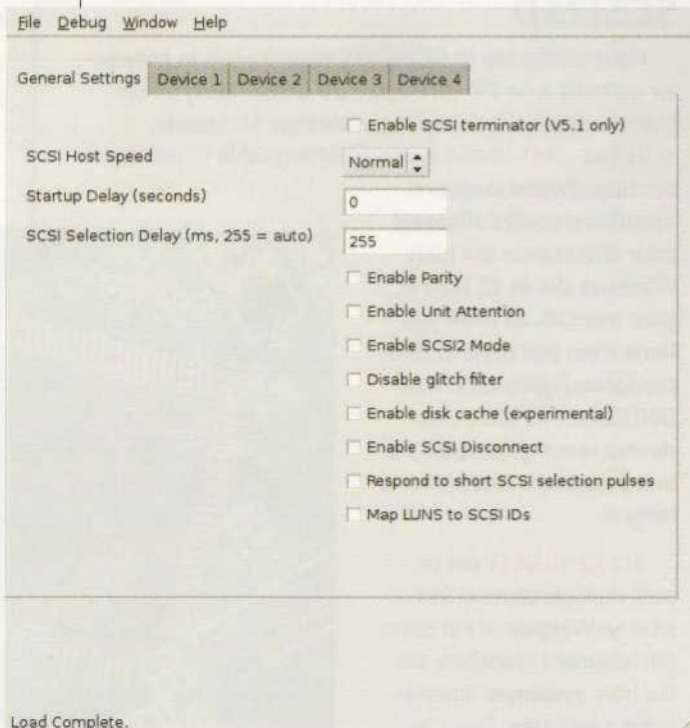 File Debug Window Help
General Settings Device 1 Device 2 Device 3 Device 4
Enable SCSI terminator (V5.1 only)
SCSI Host Speed Normal
Startup Delay (seconds) 0
SCSI Selection Delay (ms, 255 = auto) 255
Enable Parity
Enable Unit Attention
Enable SCSI2 Mode
Disable glitch filter
Enable disk cache (experimental)
Enable SCSI Disconnect
Respond to short SCSI selection pulses
Map LUNS to SCSI IDs
Load Complete.